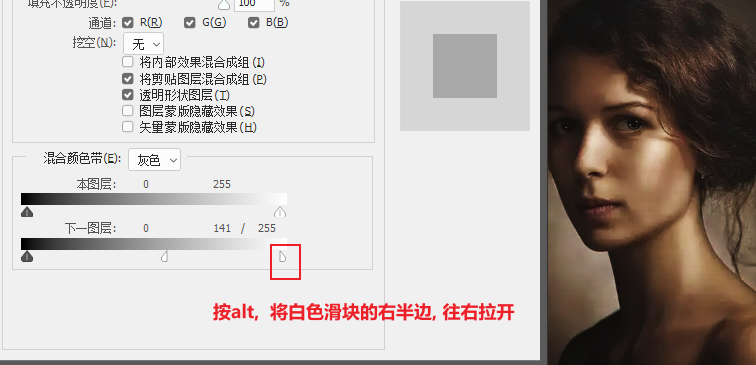 填充不透明度(F): 100 %
通道: R(R) G(G) B(B)
挖空(N): 无
将内部效果混合成组(I)
将剪贴图层混合成组(P)
透明形状图层(T)
图层蒙版隐藏效果(S)
矢量蒙版隐藏效果(H)
混合颜色带(E): 灰色
本图层: 0 255
下一图层: 0 141 / 255
按alt, 将白色滑块的右半边, 往右拉开